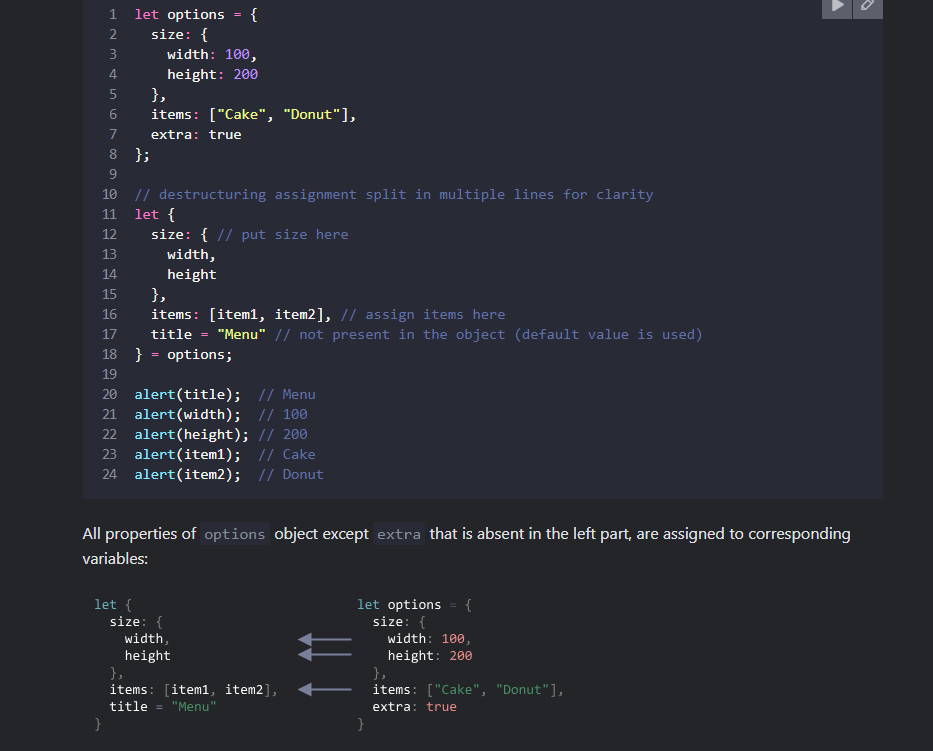 1 let options = {
2   size: {
3     width: 100,
4     height: 200
5   },
6   items: ["Cake", "Donut"],
7   extra: true
8 };
9
10 // destructuring assignment split in multiple lines for clarity
11 let {
12   size: { // put size here
13     width,
14     height
15   },
16   items: [item1, item2], // assign items here
17   title = "Menu" // not present in the object (default value is used)
18 } = options;
19
20 alert(title);  // Menu
21 alert(width);  // 100
22 alert(height); // 200
23 alert(item1);  // Cake
24 alert(item2);  // Donut
All properties of options object except extra that is absent in the left part, are assigned to corresponding
variables:
let {
  size: {
    width,
    height
  },
  items: [item1, item2],
  title = "Menu"
}
let options = {
  size: {
    width: 100,
    height: 200
  },
  items: ["Cake", "Donut"],
  extra: true
}